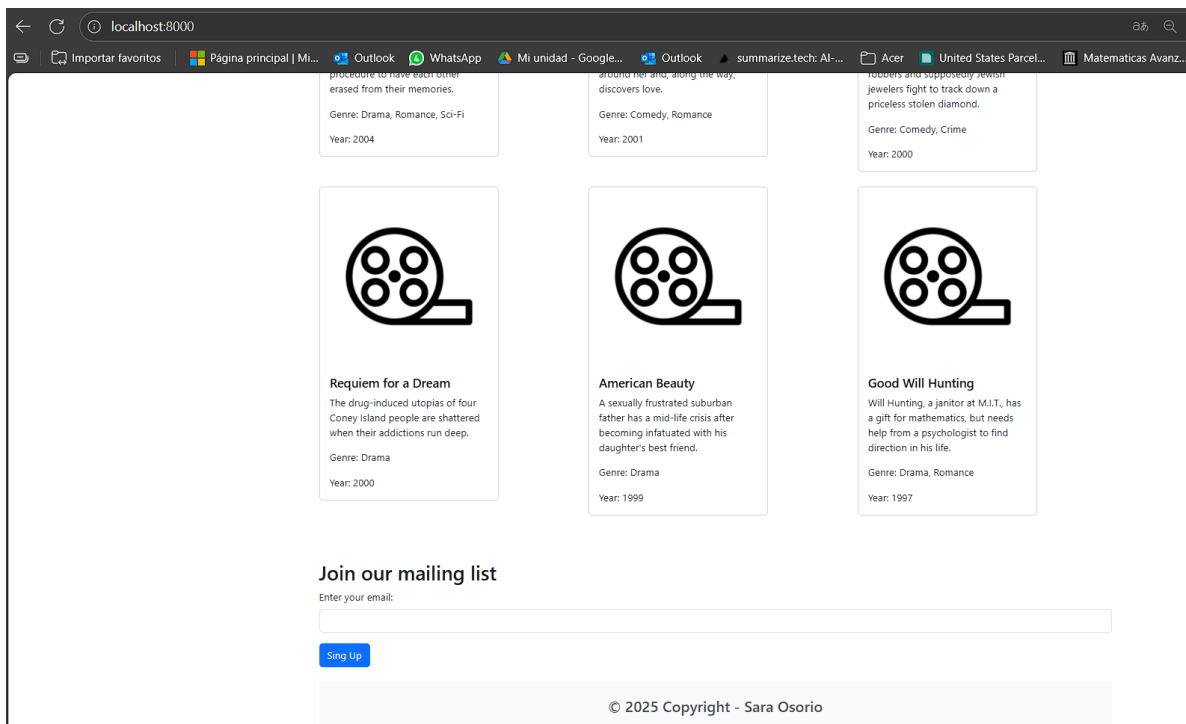 localhost:8000
Importar favoritos
Página principal | Mi...
Outlook
WhatsApp
Mi unidad - Google...
Outlook
summarize.tech: AI-...
Acer
United States Parcel...
Matematicas Avanz...
procedure to have each other
erased from their memories.
Genre: Drama, Romance, Sci-Fi
Year: 2004
around her and, along the way,
discovers love.
Genre: Comedy, Romance
Year: 2001
robbers and supposedly Jewish
jewelers fight to track down a
priceless stolen diamond.
Genre: Comedy, Crime
Year: 2000
Requiem for a Dream
The drug-induced utopias of four
Coney Island people are shattered
when their addictions run deep.
Genre: Drama
Year: 2000
American Beauty
A sexually frustrated suburban
father has a mid-life crisis after
becoming infatuated with his
daughter's best friend.
Genre: Drama
Year: 1999
Good Will Hunting
Will Hunting, a janitor at M.I.T., has
a gift for mathematics, but needs
help from a psychologist to find
direction in his life.
Genre: Drama, Romance
Year: 1997
Join our mailing list
Enter your email:
Sing Up
© 2025 Copyright - Sara Osorio